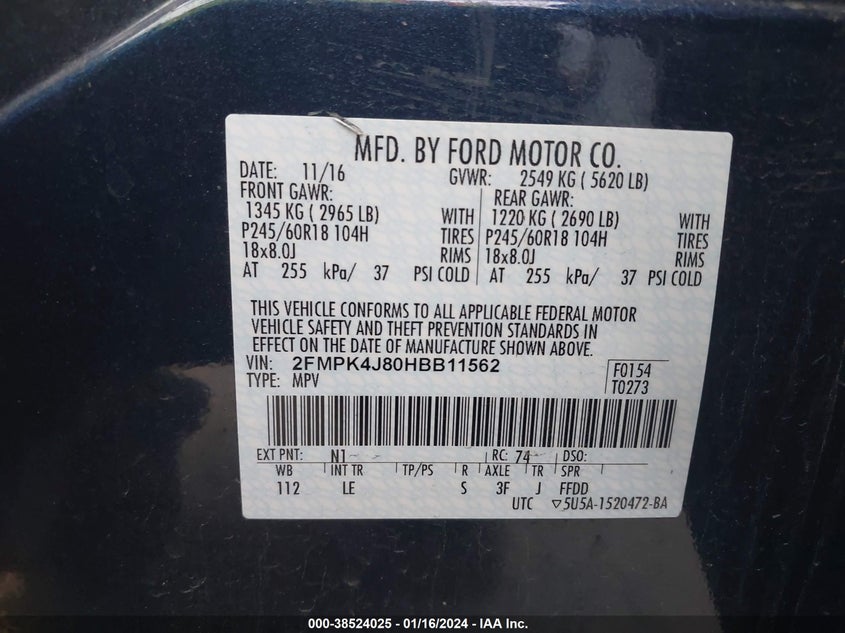 MFD. BY FORD MOTOR CO.
DATE: 11/16 GVWR: 2549 KG ( 5620 LB)
FRONT GAWR: REAR GAWR:
1345 KG ( 2965 LB) WITH 1220 KG ( 2690 LB) WITH
P245/60R18 104H TIRES P245/60R18 104H TIRES
18x8.0J RIMS 18x8.0J RIMS
AT 255 kPa/ 37 PSI COLD AT 255 kPa/ 37 PSI COLD
THIS VEHICLE CONFORMS TO ALL APPLICABLE FEDERAL MOTOR
VEHICLE SAFETY AND THEFT PREVENTION STANDARDS IN
EFFECT ON THE DATE OF MANUFACTURE SHOWN ABOVE.
VIN: 2FMPK4J80HBB11562 F0154
TYPE: MPV T0273
EXT PNT: N1 RC: 74 DSO:
WB INT TR TP/PS R AXLE TR SPR
112 LE S 3F J FFDD
UTC ▽5U5A-1520472-BA
000-38524025 - 01/16/2024 - IAA Inc.